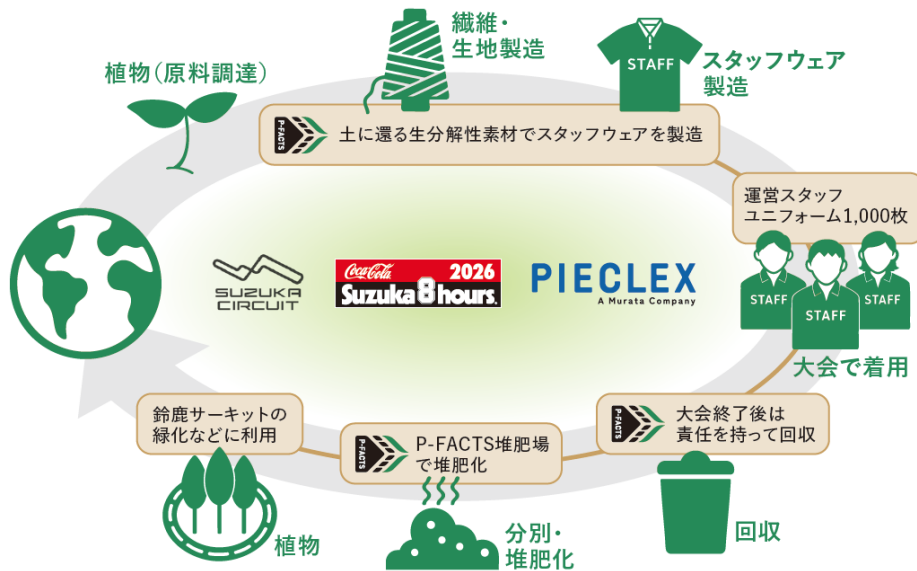 植物(原料調達)
繊維・
生地製造
STAFF
スタッフウェア
製造
P-FACTS
土に還る生分解性素材でスタッフウェアを製造
運営スタッフ
ユニフォーム1,000枚
STAFF
STAFF
STAFF
大会で着用
SUZUKA
CIRCUIT
Coca-Cola 2026
Suzuka 8hours.
PIECLEX
A Murata Company
P-FACTS
大会終了後は
責任を持って回収
回収
P-FACTS
P-FACTS堆肥場
で堆肥化
分別・
堆肥化
鈴鹿サーキットの
緑化などに利用
植物